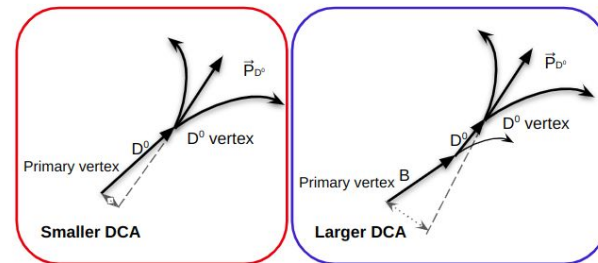 P⃗D⁰
D⁰
D⁰ vertex
Primary vertex
Smaller DCA
P⃗D⁰
D⁰ vertex
D⁰
B
Primary vertex
Larger DCA